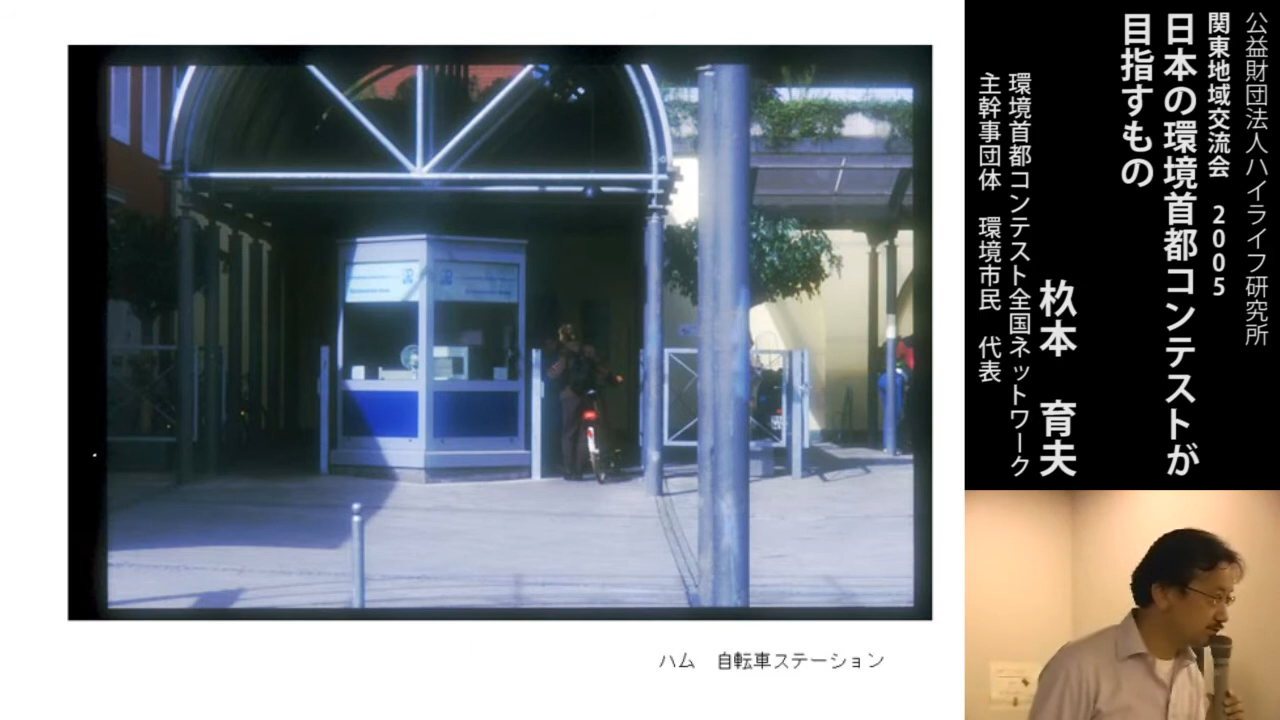 公益財団法人ハイライフ研究所
関東地域交流会 2005
日本の環境首都コンテストが
目指すもの
杦本 育夫
環境首都コンテスト全国ネットワーク
主幹事団体 環境市民 代表
ハム 自転車ステーション